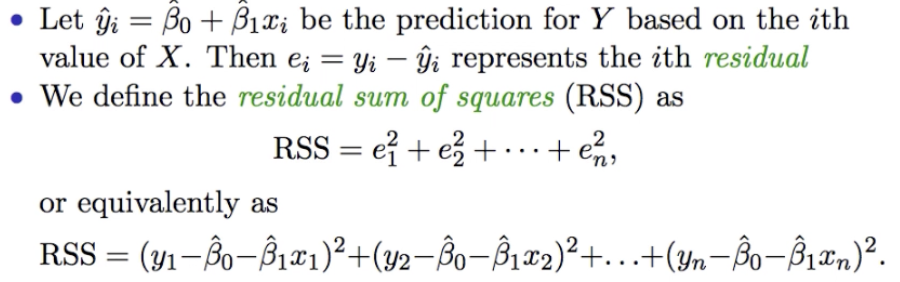 • Let ŷᵢ = β̂₀ + β̂₁xᵢ be the prediction for Y based on the ith
value of X. Then eᵢ = yᵢ − ŷᵢ represents the ith residual
• We define the residual sum of squares (RSS) as
RSS = e₁² + e₂² + ⋯ + eₙ²,
or equivalently as
RSS = (y₁−β̂₀−β̂₁x₁)²+(y₂−β̂₀−β̂₁x₂)²+...+(yₙ−β̂₀−β̂₁xₙ)².